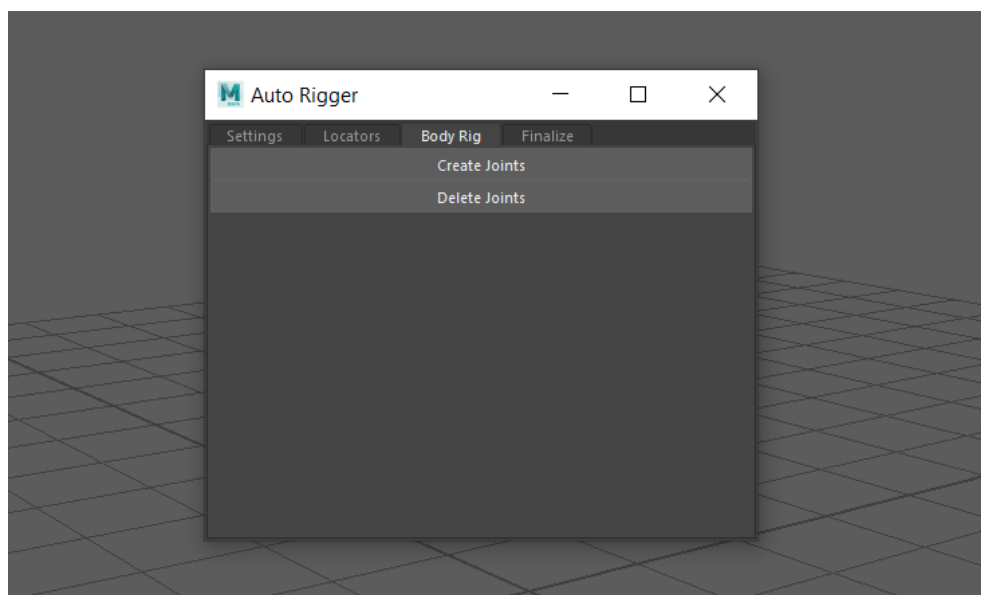 Auto Rigger
Settings Locators Body Rig Finalize
Create Joints
Delete Joints